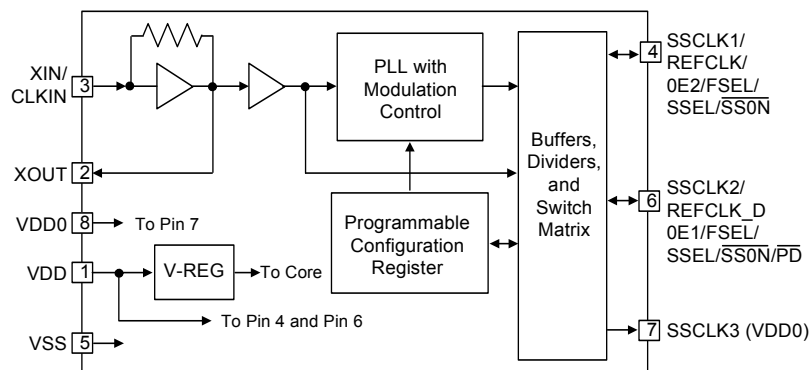 XIN/
CLKIN
3
XOUT
2
VDD0
8
To Pin 7
VDD
1
V-REG
To Core
To Pin 4 and Pin 6
VSS
5
PLL with
Modulation
Control
Programmable
Configuration
Register
Buffers,
Dividers,
and
Switch
Matrix
4
SSCLK1/
REFCLK/
0E2/FSEL/
SSEL/SS0N
6
SSCLK2/
REFCLK_D
0E1/FSEL/
SSEL/SS0N/PD
7
SSCLK3 (VDD0)